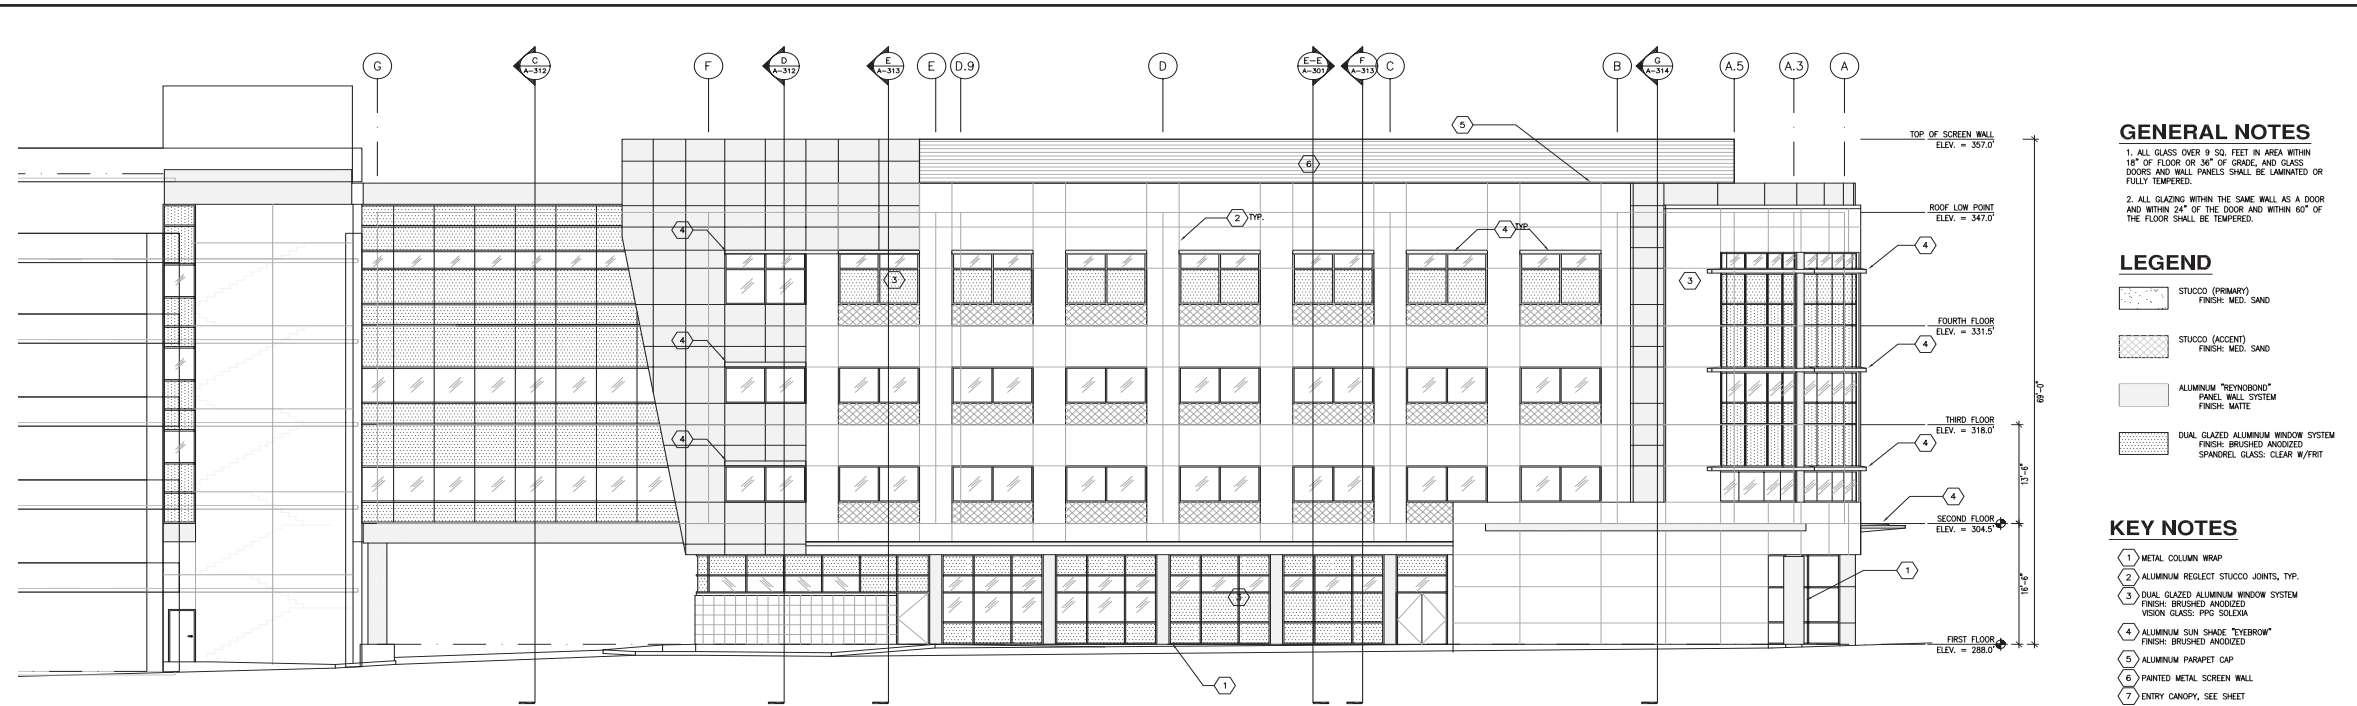 G
C
A-312
F
D
A-312
E
A-313
E
D.9
D
E-E
A-301
F
A-313
C
B
G
A-314
A.5
A.3
A
5
6
2 TYP.
4
4 TYP.
4
3
3
4
4
4
4
4
3
1
1
TOP OF SCREEN WALL
ELEV. = 357.0'
ROOF LOW POINT
ELEV. = 347.0'
FOURTH FLOOR
ELEV. = 331.5'
THIRD FLOOR
ELEV. = 318.0'
SECOND FLOOR
ELEV. = 304.5'
FIRST FLOOR
ELEV. = 288.0'
69'-0"
13'-6"
16'-6"
GENERAL NOTES
1. ALL GLASS OVER 9 SQ. FEET IN AREA WITHIN
18" OF FLOOR OR 36" OF GRADE, AND GLASS
DOORS AND WALL PANELS SHALL BE LAMINATED OR
FULLY TEMPERED.
2. ALL GLAZING WITHIN THE SAME WALL AS A DOOR
AND WITHIN 24" OF THE DOOR AND WITHIN 60" OF
THE FLOOR SHALL BE TEMPERED.
LEGEND
STUCCO (PRIMARY)
FINISH: MED. SAND
STUCCO (ACCENT)
FINISH: MED. SAND
ALUMINUM "REYNOBOND"
PANEL WALL SYSTEM
FINISH: MATTE
DUAL GLAZED ALUMINUM WINDOW SYSTEM
FINISH: BRUSHED ANODIZED
SPANDREL GLASS: CLEAR W/FRIT
KEY NOTES
1 METAL COLUMN WRAP
2 ALUMINUM REGLECT STUCCO JOINTS, TYP.
3 DUAL GLAZED ALUMINUM WINDOW SYSTEM
FINISH: BRUSHED ANODIZED
VISION GLASS: PPG SOLEXIA
4 ALUMINUM SUN SHADE "EYEBROW"
FINISH: BRUSHED ANODIZED
5 ALUMINUM PARAPET CAP
6 PAINTED METAL SCREEN WALL
7 ENTRY CANOPY, SEE SHEET